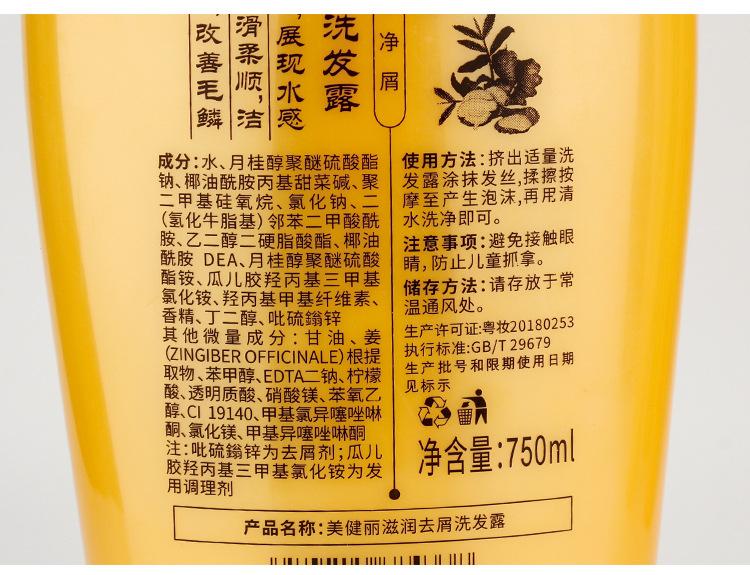 洗发露
净屑
展现水感
滑柔顺,洁
改善毛鳞
成分:水、月桂醇聚醚硫酸酯
钠、椰油酰胺丙基甜菜碱、聚
二甲基硅氧烷、氯化钠、二
(氢化牛脂基)邻苯二甲酸酰
胺、乙二醇二硬脂酸酯、椰油
酰胺 DEA、月桂醇聚醚硫酸
酯铵、瓜儿胶羟丙基三甲基
氯化铵、羟丙基甲基纤维素、
香精、丁二醇、吡硫鎓锌
其他微量成分:甘油、姜
(ZINGIBER OFFICINALE)根提
取物、苯甲醇、EDTA二钠、柠檬
酸、透明质酸、硝酸镁、苯氧乙
醇、CI 19140、甲基氯异噻唑啉
酮、氯化镁、甲基异噻唑啉酮
注:吡硫鎓锌为去屑剂;瓜儿
胶羟丙基三甲基氯化铵为发
用调理剂
使用方法:挤出适量洗
发露涂抹发丝,揉擦按
摩至产生泡沫,再用清
水洗净即可。
注意事项:避免接触眼
睛,防止儿童抓拿。
储存方法:请存放于常
温通风处。
生产许可证:粤妆20180253
执行标准:GB/T 29679
生产批号和限期使用日期
见标示
净含量:750ml
产品名称:美健丽滋润去屑洗发露